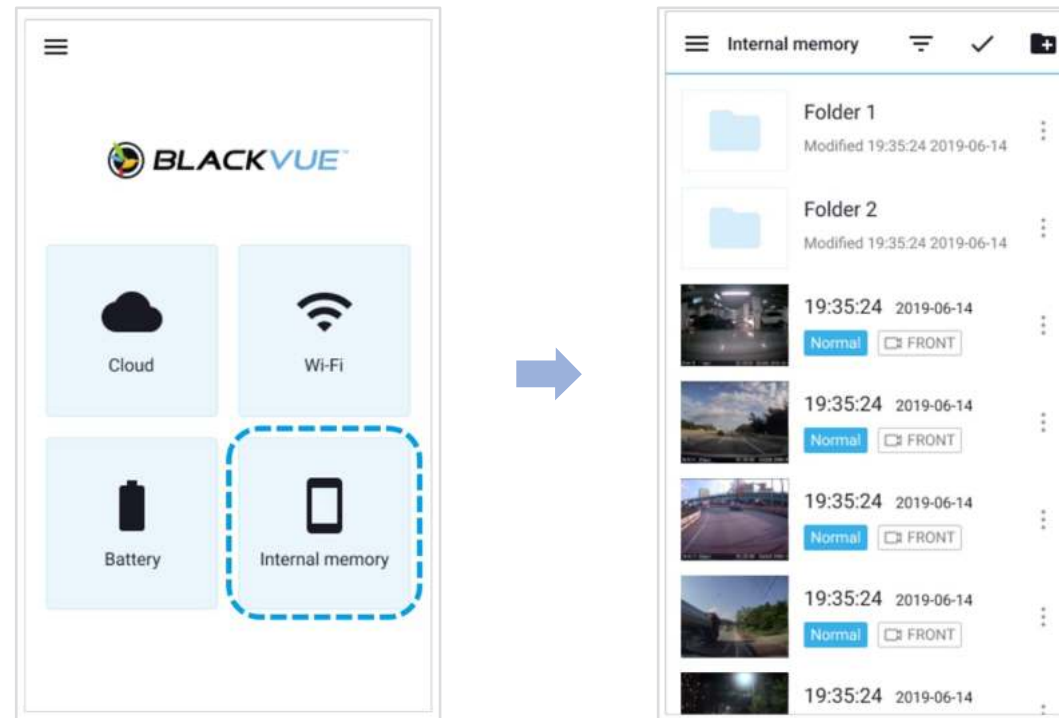 BLACKVUE
Cloud
Wi-Fi
Battery
Internal memory
Internal memory
Folder 1
Modified 19:35:24 2019-06-14
Folder 2
Modified 19:35:24 2019-06-14
19:35:24 2019-06-14
Normal FRONT
19:35:24 2019-06-14
Normal FRONT
19:35:24 2019-06-14
Normal FRONT
19:35:24 2019-06-14
Normal FRONT
19:35:24 2019-06-14